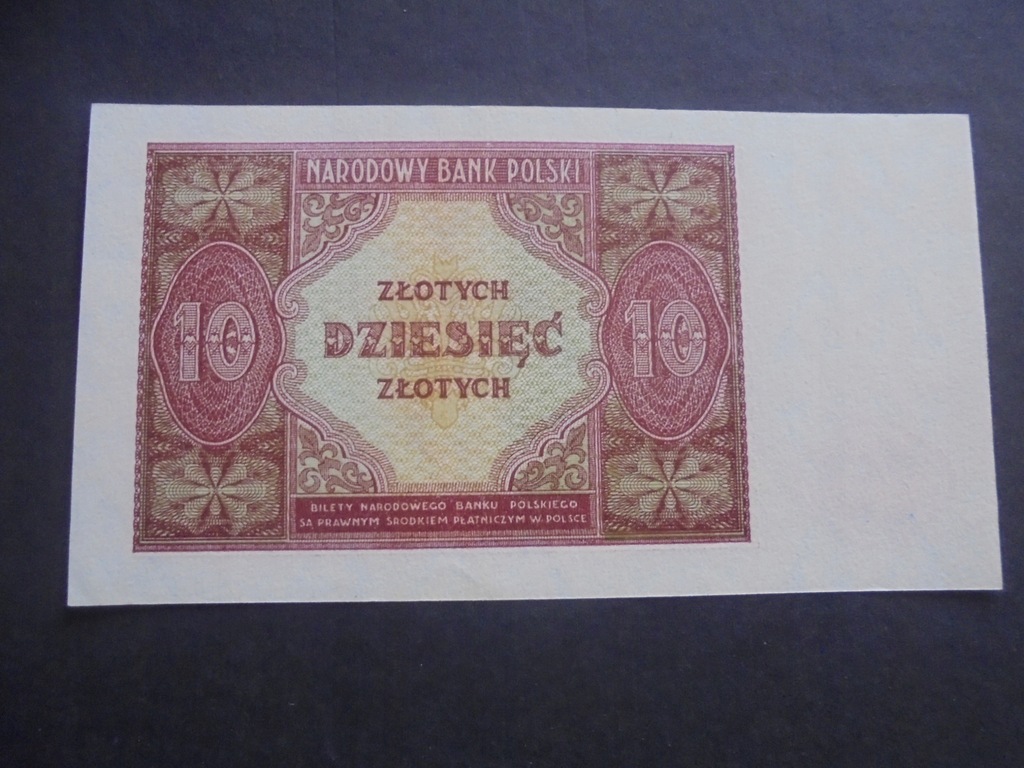 NARODOWY BANK POLSKI
ZŁOTYCH
10 DZIESIĘĆ 10
ZŁOTYCH
BILETY NARODOWEGO BANKU POLSKIEGO
SĄ PRAWNYM ŚRODKIEM PŁATNICZYM W POLSCE